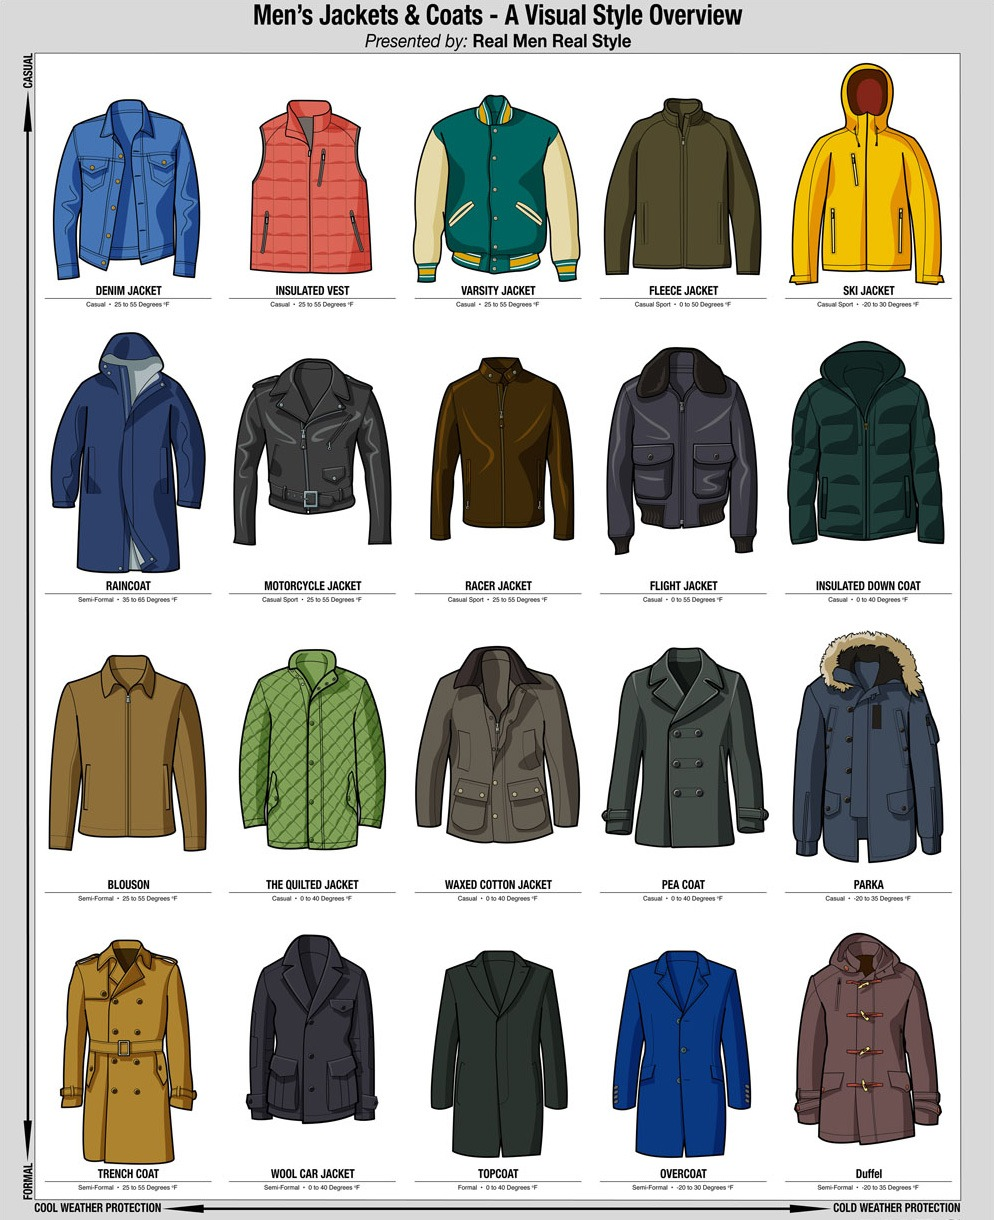 Men's Jackets & Coats - A Visual Style Overview
Presented by: Real Men Real Style
CASUAL
DENIM JACKET
Casual • 25 to 55 Degrees °F
INSULATED VEST
Casual • 25 to 55 Degrees °F
VARSITY JACKET
Casual • 25 to 55 Degrees °F
FLEECE JACKET
Casual Sport • 0 to 50 Degrees °F
SKI JACKET
Casual Sport • -20 to 30 Degrees °F
RAINCOAT
Semi-Formal • 35 to 65 Degrees °F
MOTORCYCLE JACKET
Casual Sport • 25 to 55 Degrees °F
RACER JACKET
Casual Sport • 25 to 55 Degrees °F
FLIGHT JACKET
Casual • 0 to 55 Degrees °F
INSULATED DOWN COAT
Casual • 0 to 40 Degrees °F
BLOUSON
Semi-Formal • 25 to 55 Degrees °F
THE QUILTED JACKET
Casual • 0 to 40 Degrees °F
WAXED COTTON JACKET
Casual • 0 to 40 Degrees °F
PEA COAT
Casual • 0 to 40 Degrees °F
PARKA
Casual • -20 to 35 Degrees °F
TRENCH COAT
Semi-Formal • 25 to 55 Degrees °F
WOOL CAR JACKET
Semi-Formal • 0 to 40 Degrees °F
TOPCOAT
Formal • 0 to 40 Degrees °F
OVERCOAT
Semi-Formal • -20 to 30 Degrees °F
Duffel
Semi-Formal • -20 to 35 Degrees °F
FORMAL
COOL WEATHER PROTECTION
COLD WEATHER PROTECTION